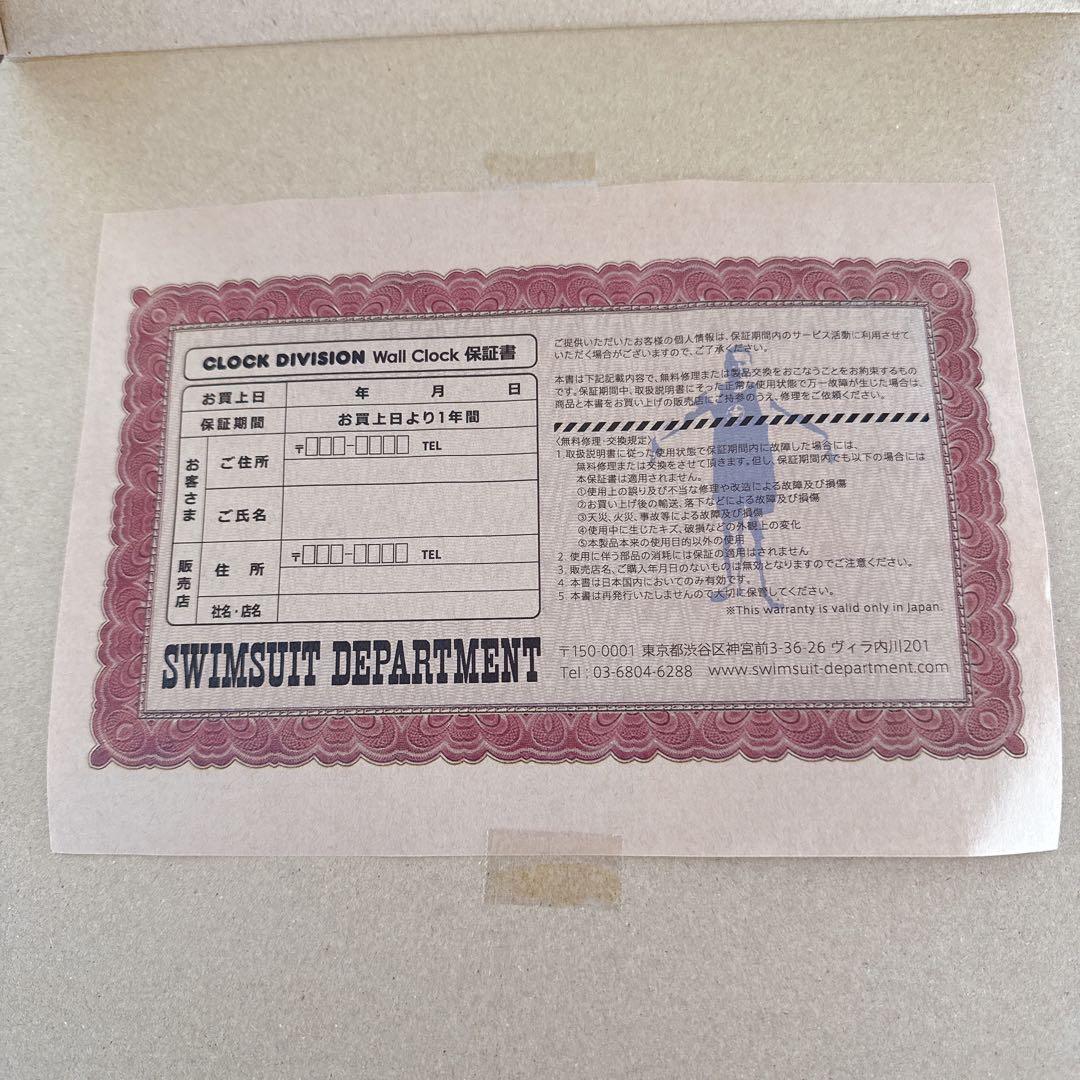 CLOCK DIVISION Wall Clock 保証書
お買上日 年 月 日
保証期間 お買上日より1年間
お客さま
ご住所 〒 - TEL
ご氏名
販売店
住 所 〒 - TEL
社名・店名
SWIMSUIT DEPARTMENT
ご提供いただいたお客様の個人情報は、保証期間内のサービス活動に利用させて
いただく場合がございますので、ご了承ください。
本書は下記記載内容で、無料修理または製品交換をおこなうことをお約束するもの
です。保証期間中、取扱説明書にそった正常な使用状態で万一故障が生じた場合は、
商品と本書をお買い上げの販売店にご持参のうえ、修理をご依頼ください。
〈無料修理・交換規定〉
1. 取扱説明書に従った使用状態で保証期間内に故障した場合には、
無料修理または交換をさせて頂きます。但し、保証期間内でも以下の場合には
本保証書は適用されません。
①使用上の誤り及び不当な修理や改造による故障及び損傷
②お買い上げ後の輸送、落下などによる故障及び損傷
③天災、火災、事故等による故障及び損傷
④使用中に生じたキズ、破損などの外観上の変化
⑤本製品本来の使用目的以外の使用
2. 使用に伴う部品の消耗には保証の適用はされません
3. 販売店名、ご購入年月日のないものは無効となりますのでご注意ください。
4. 本書は日本国内においてのみ有効です。
5. 本書は再発行いたしませんので大切に保管してください。
※This warranty is valid only in Japan.
〒150-0001 東京都渋谷区神宮前3-36-26 ヴィラ内川201
Tel : 03-6804-6288 www.swimsuit-department.com